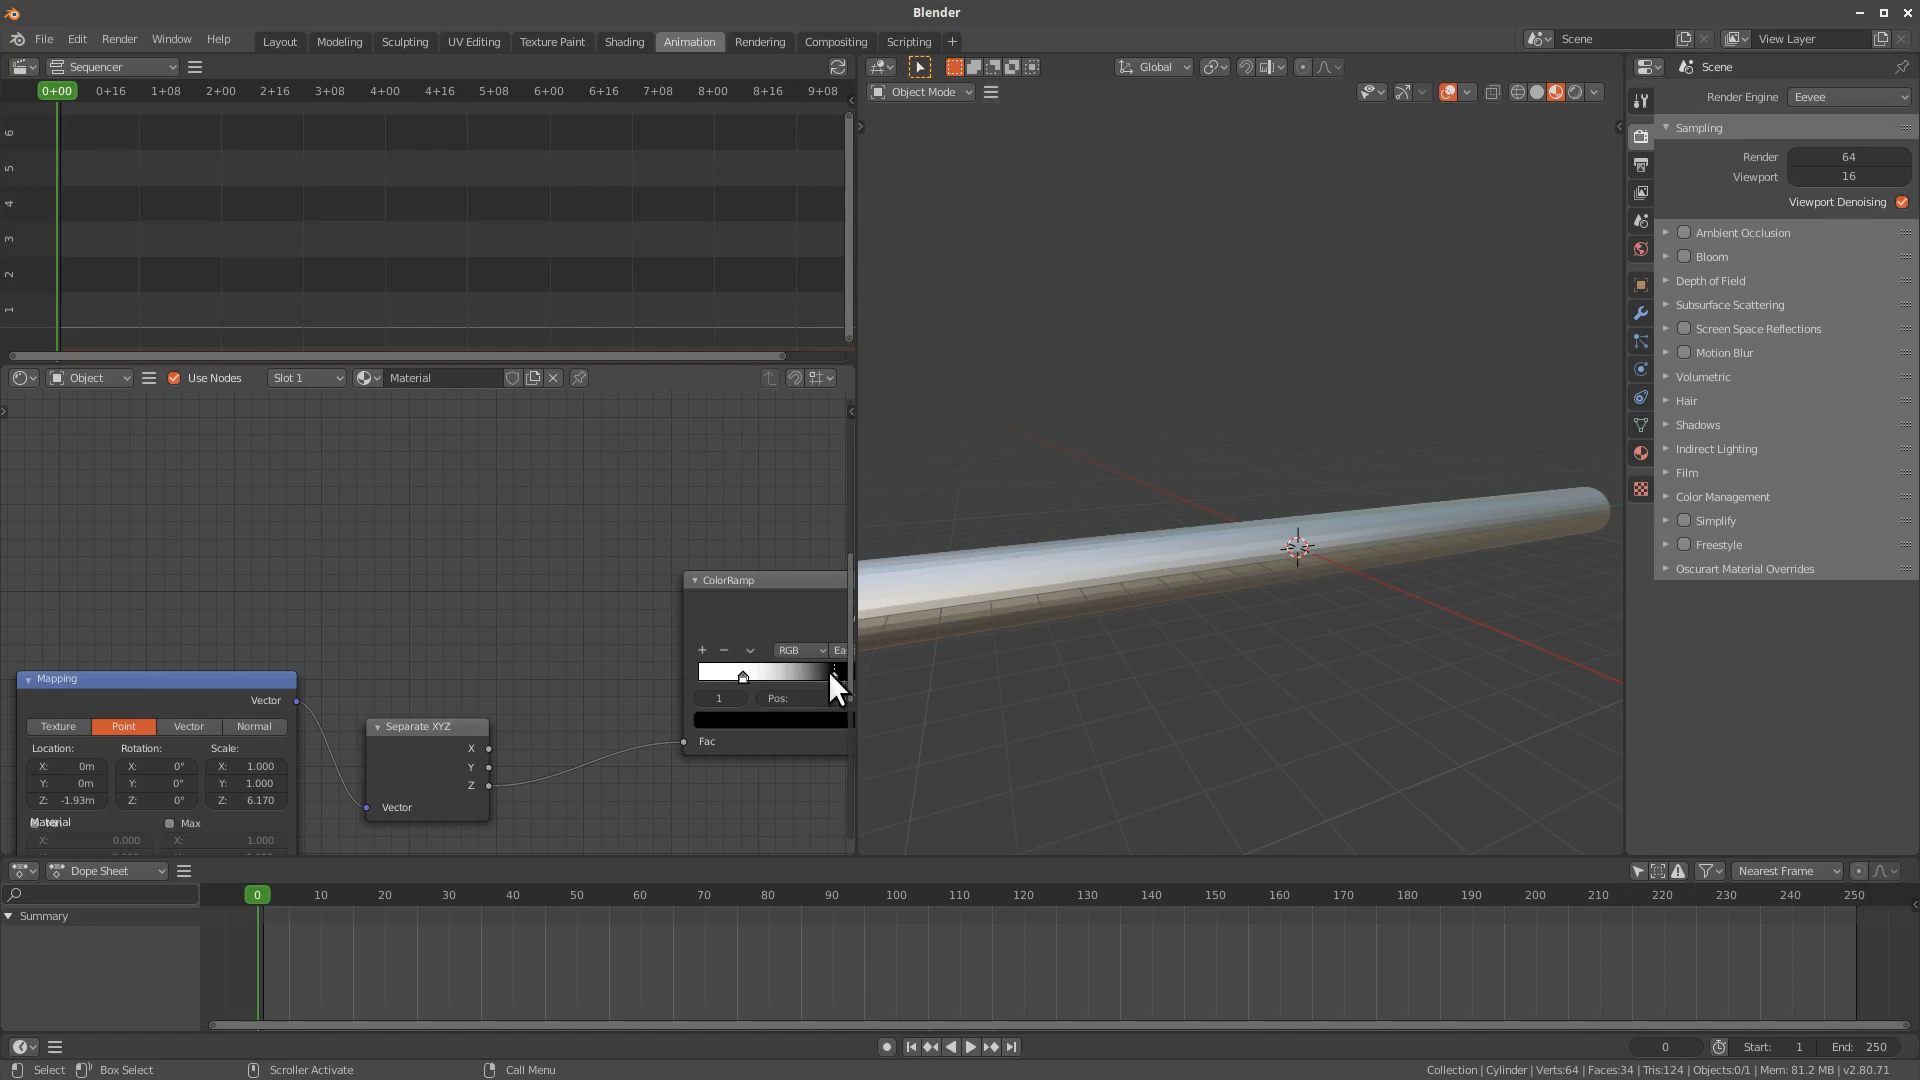 Blender
File Edit Render Window Help Layout Modeling Sculpting UV Editing Texture Paint Shading Animation Rendering Compositing Scripting + Scene View Layer
Sequencer
0+00 0+16 1+08 2+00 2+16 3+08 4+00 4+16 5+08 6+00 6+16 7+08 8+00 8+16 9+08
6
5
4
3
2
1
Global
Object Mode
Scene
Render Engine Eevee
Sampling
Render 64
Viewport 16
Viewport Denoising
Ambient Occlusion
Bloom
Depth of Field
Subsurface Scattering
Screen Space Reflections
Motion Blur
Volumetric
Hair
Shadows
Indirect Lighting
Film
Color Management
Simplify
Freestyle
Oscurart Material Overrides
Object Use Nodes Slot 1 Material
ColorRamp
RGB Eas
1 Pos:
Fac
Mapping
Vector
Texture Point Vector Normal
Location: Rotation: Scale:
X: 0m X: 0° X: 1.000
Y: 0m Y: 0° Y: 1.000
Z: -1.93m Z: 0° Z: 6.170
Material Max
X: 0.000 X: 1.000
Separate XYZ
X
Y
Z
Vector
Dope Sheet Nearest Frame
0 10 20 30 40 50 60 70 80 90 100 110 120 130 140 150 160 170 180 190 200 210 220 230 240 250
Summary
0 Start: 1 End: 250
Select Box Select Scroller Activate Call Menu Collection | Cylinder | Verts:64 | Faces:34 | Tris:124 | Objects:0/1 | Mem: 81.2 MB | v2.80.71